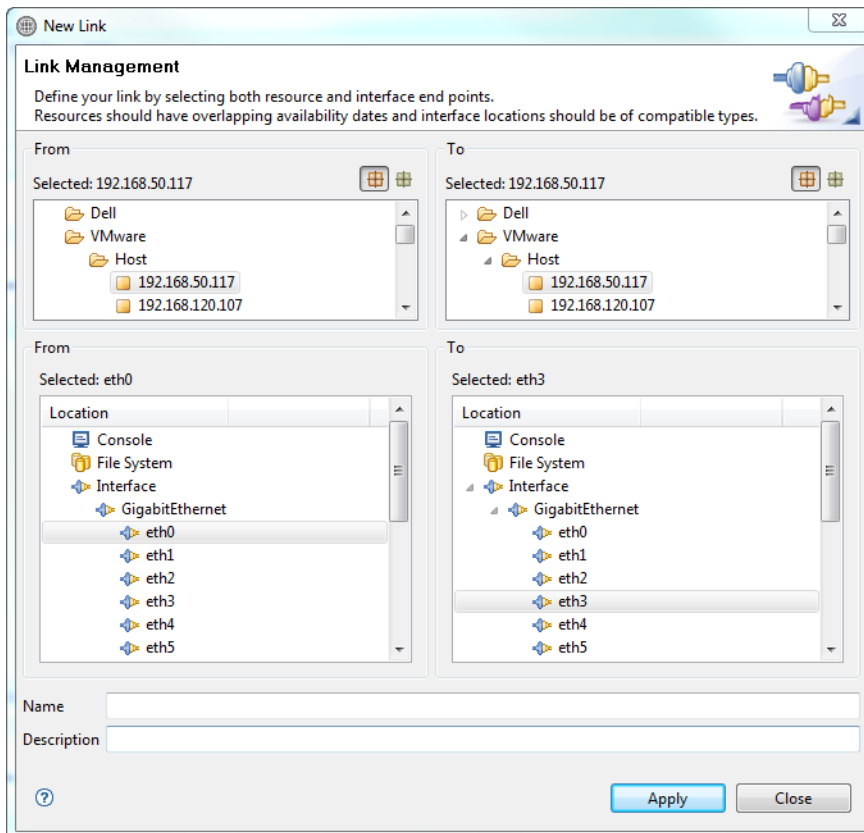 New Link
Link Management
Define your link by selecting both resource and interface end points.
Resources should have overlapping availability dates and interface locations should be of compatible types.
From
Selected: 192.168.50.117
Dell
VMware
Host
192.168.50.117
192.168.120.107
To
Selected: 192.168.50.117
Dell
VMware
Host
192.168.50.117
192.168.120.107
From
Selected: eth0
Location
Console
File System
Interface
GigabitEthernet
eth0
eth1
eth2
eth3
eth4
eth5
To
Selected: eth3
Location
Console
File System
Interface
GigabitEthernet
eth0
eth1
eth2
eth3
eth4
eth5
Name
Description
?
Apply
Close